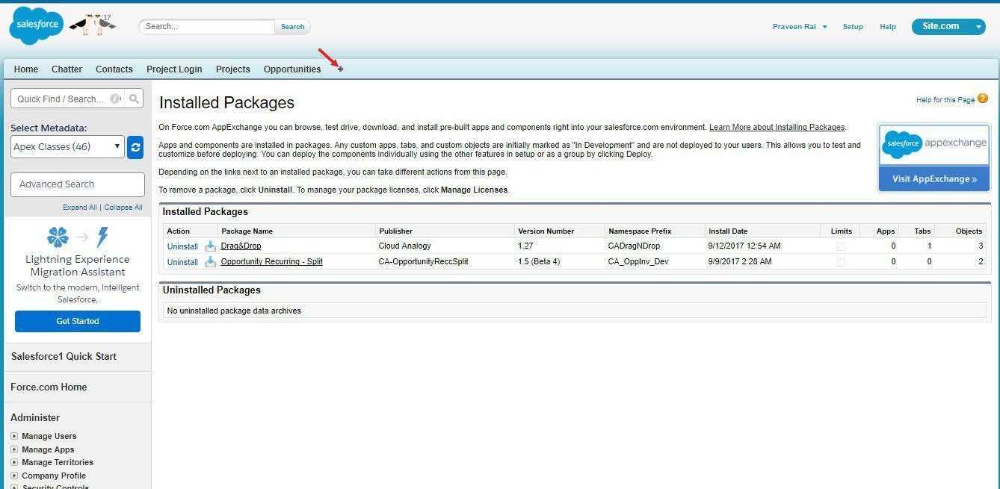 salesforce
'17
Search...
Search
Praveen Rai
Setup
Help
Site.com
Home
Chatter
Contacts
Project LogIn
Projects
Opportunities
+
Quick Find / Search...
Select Metadata:
Apex Classes (46)
Advanced Search
Expand All | Collapse All
Lightning Experience
Migration Assistant
Switch to the modern, intelligent
Salesforce.
Get Started
Salesforce1 Quick Start
Force.com Home
Administer
Manage Users
Manage Apps
Manage Territories
Company Profile
Security Controls
Installed Packages
Help for this Page ?
On Force.com AppExchange you can browse, test drive, download, and install pre-built apps and components right into your salesforce.com environment. Learn More about Installing Packages.
Apps and components are installed in packages. Any custom apps, tabs, and custom objects are initially marked as "In Development" and are not deployed to your users. This allows you to test and
customize before deploying. You can deploy the components individually using the other features in setup or as a group by clicking Deploy.
Depending on the links next to an installed package, you can take different actions from this page.
To remove a package, click Uninstall. To manage your package licenses, click Manage Licenses.
salesforce appexchange
Visit AppExchange »
Installed Packages
Action Package Name Publisher Version Number Namespace Prefix Install Date Limits Apps Tabs Objects
Uninstall Drag&Drop Cloud Analogy 1.27 CADragNDrop 9/12/2017 12:54 AM 0 1 3
Uninstall Opportunity Recurring - Split CA-OpportunityReccSplit 1.5 (Beta 4) CA_OppInv_Dev 9/9/2017 2:28 AM 0 0 2
Uninstalled Packages
No uninstalled package data archives